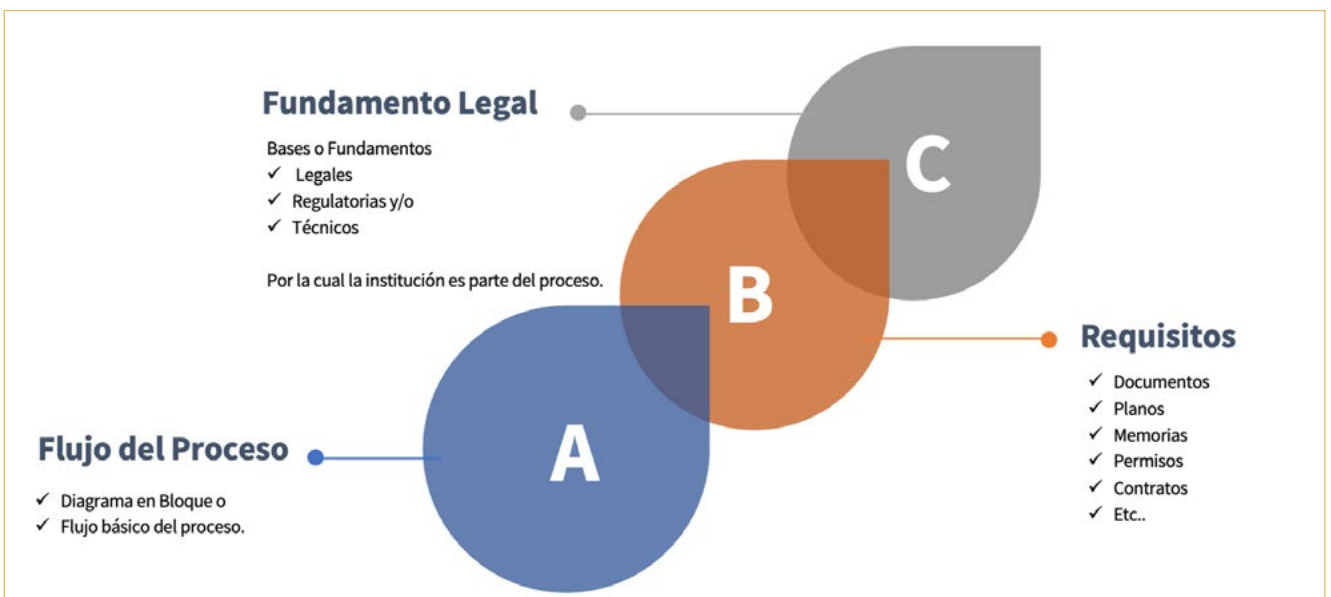 Fundamento Legal
Bases o Fundamentos
✓ Legales
✓ Regulatorias y/o
✓ Técnicos
Por la cual la institución es parte del proceso.
C
B
Requisitos
✓ Documentos
✓ Planos
✓ Memorias
✓ Permisos
✓ Contratos
✓ Etc..
A
Flujo del Proceso
✓ Diagrama en Bloque o
✓ Flujo básico del proceso.